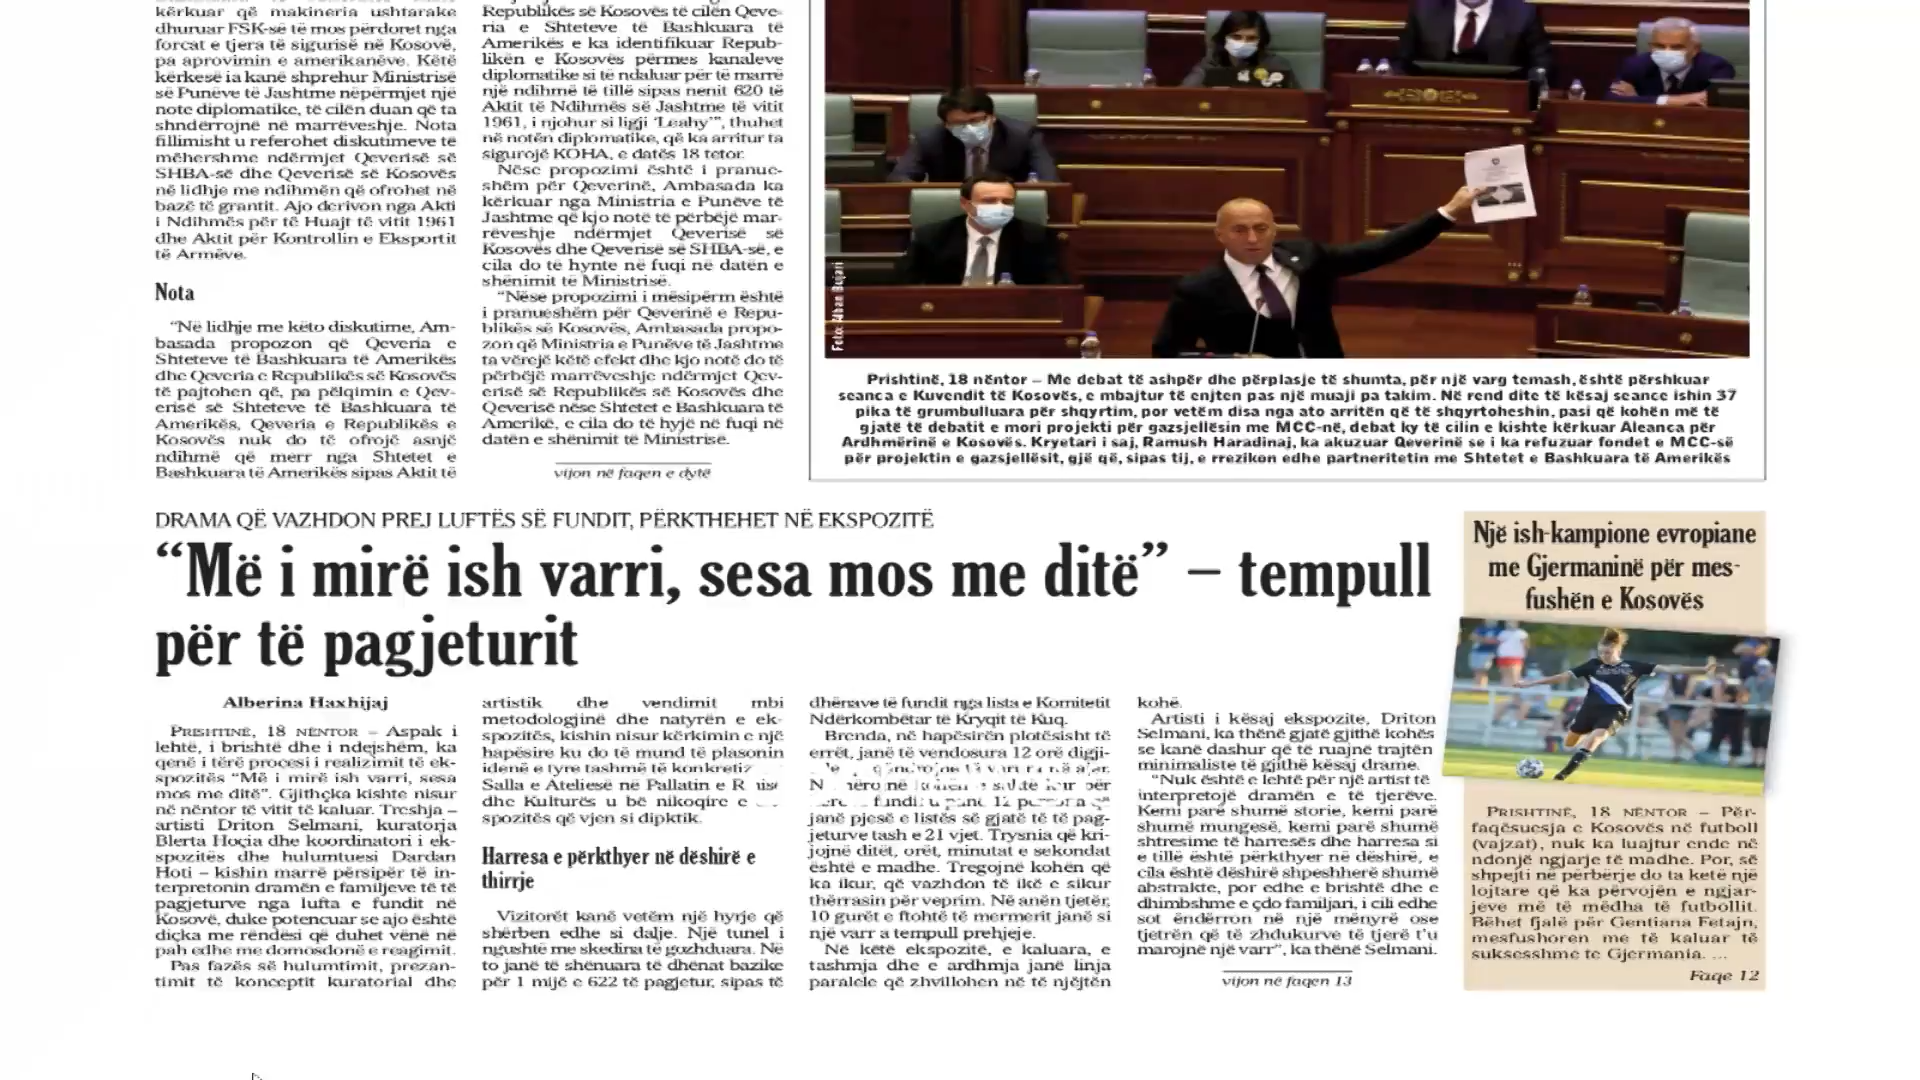 kërkuar që makineria ushtarake
dhuruar FSK-së të mos përdoret nga
forcat e tjera të sigurisë në Kosovë,
pa aprovimin e amerikanëve. Këtë
kërkesë ia kanë shprehur Ministrisë
së Punëve të Jashtme nëpërmjet një
note diplomatike, të cilën duan që ta
shndërrojnë në marrëveshje. Nota
fillimisht u referohet diskutimeve të
mëhershme ndërmjet Qeverisë së
SHBA-së dhe Qeverisë së Kosovës
në lidhje me ndihmën që ofrohet në
bazë të grantit. Ajo derivon nga Akti
i Ndihmës për të Huajt të vitit 1961
dhe Aktit për Kontrollin e Eksportit
të Armëve.
Nota
“Në lidhje me këto diskutime, Am-
basada propozon që Qeveria e
Shteteve të Bashkuara të Amerikës
dhe Qeveria e Republikës së Kosovës
të pajtohen që, pa pëlqimin e Qev-
erisë së Shteteve të Bashkuara të
Amerikës, Qeveria e Republikës e
Kosovës nuk do të ofrojë asnjë
ndihmë që merr nga Shtetet e
Bashkuara të Amerikës sipas Aktit të
Republikës së Kosovës të cilën Qeve-
ria e Shteteve të Bashkuara të
Amerikës e ka identifikuar Repub-
likën e Kosovës përmes kanaleve
diplomatike si të ndaluar për të marrë
një ndihmë të tillë sipas nenit 620 të
Aktit të Ndihmës së Jashtme të vitit
1961, i njohur si ligji ‘Leahy’”, thuhet
në notën diplomatike, që ka arritur ta
sigurojë KOHA, e datës 18 tetor.
Nëse propozimi është i pranue-
shëm për Qeverinë, Ambasada ka
kërkuar nga Ministria e Punëve të
Jashtme që kjo notë të përbëjë mar-
rëveshje ndërmjet Qeverisë së
Kosovës dhe Qeverisë së SHBA-së, e
cila do të hynte në fuqi në datën e
shënimit të Ministrisë.
“Nëse propozimi i mësipërm është
i pranueshëm për Qeverinë e Repu-
blikës së Kosovës, Ambasada propo-
zon që Ministria e Punëve të Jashtme
ta vërejë këtë efekt dhe kjo notë do të
përbëjë marrëveshje ndërmjet Qev-
erisë së Republikës së Kosovës dhe
Qeverisë nëse Shtetet e Bashkuara të
Amerikë, e cila do të hyjë në fuqi në
datën e shënimit të Ministrisë.
vijon në faqen e dytë
Foto: Alban Bujari
Prishtinë, 18 nëntor – Me debat të ashpër dhe përplasje të shumta, për një varg temash, është përshkuar
seanca e Kuvendit të Kosovës, e mbajtur të enjten pas një muaji pa takim. Në rend dite të kësaj seance ishin 37
pika të grumbulluara për shqyrtim, por vetëm disa nga ato arritën që të shqyrtoheshin, pasi që kohën më të
gjatë të debatit e mori projekti për gazsjellësin me MCC-në, debat ky të cilin e kishte kërkuar Aleanca për
Ardhmërinë e Kosovës. Kryetari i saj, Ramush Haradinaj, ka akuzuar Qeverinë se i ka refuzuar fondet e MCC-së
për projektin e gazsjellësit, gjë që, sipas tij, e rrezikon edhe partneritetin me Shtetet e Bashkuara të Amerikës
DRAMA QË VAZHDON PREJ LUFTËS SË FUNDIT, PËRKTHEHET NË EKSPOZITË
“Më i mirë ish varri, sesa mos me ditë” – tempull
për të pagjeturit
Alberina Haxhijaj
PRISHTINË, 18 NËNTOR – Aspak i
lehtë, i brishtë dhe i ndejshëm, ka
qenë i tërë procesi i realizimit të ek-
spozitës “Më i mirë ish varri, sesa
mos me ditë”. Gjithçka kishte nisur
në nëntor të vitit të kaluar. Treshja –
artisti Driton Selmani, kuratorja
Blerta Hoçia dhe koordinatori i ek-
spozitës dhe hulumtuesi Dardan
Hoti – kishin marrë përsipër të in-
terpretonin dramën e familjeve të të
pagjeturve nga lufta e fundit në
Kosovë, duke potencuar se ajo është
diçka me rëndësi që duhet vënë në
pah edhe me domosdonë e reagimit.
Pas fazës së hulumtimit, prezan-
timit të konceptit kuratorial dhe
artistik dhe vendimit mbi
metodologjinë dhe natyrën e ek-
spozitës, kishin nisur kërkimin e një
hapësire ku do të mund të plasonin
idenë e tyre tashmë të konkretiz
Salla e Ateliesë në Pallatin e
dhe Kulturës u bë nikoqire e
spozitës që vjen si diptik.
Harresa e përkthyer në dëshirë e
thirrje
Vizitorët kanë vetëm një hyrje që
shërben edhe si dalje. Një tunel i
ngushtë me skedina të gozhduara. Në
to janë të shënuara të dhënat bazike
për 1 mijë e 622 të pagjetur, sipas të
dhënave të fundit nga lista e Komitetit
Ndërkombëtar të Kryqit të Kuq.
Brenda, në hapësirën plotësisht të
errët, janë të vendosura 12 orë digji-
janë pjesë e listës së gjatë të të pag-
jeturve tash e 21 vjet. Trysnia që kri-
jojnë ditët, orët, minutat e sekondat
është e madhe. Tregojnë kohën që
ka ikur, që vazhdon të ikë e sikur
thërrasin për veprim. Në anën tjetër,
10 gurët e ftohtë të mermerit janë si
një varr a tempull prehjeje.
Në këtë ekspozitë, e kaluara, e
tashmja dhe e ardhmja janë linja
paralele që zhvillohen në të njëjtën
kohë.
Artisti i kësaj ekspozite, Driton
Selmani, ka thënë gjatë gjithë kohës
se kanë dashur që të ruajnë trajtën
minimaliste të gjithë kësaj drame.
“Nuk është e lehtë për një artist të
interpretojë dramën e të tjerëve.
Kemi parë shumë storie, kemi parë
shumë mungesë, kemi parë shumë
shtresime të harresës dhe harresa si
e tillë është përkthyer në dëshirë, e
cila është dëshirë shpeshherë shumë
abstrakte, por edhe e brishtë dhe e
dhimbshme e çdo familjari, i cili edhe
sot ëndërron në një mënyrë ose
tjetrën që të zhdukurve të tjerë t’u
marojnë një varr”, ka thënë Selmani.
vijon në faqen 13
Një ish-kampione evropiane
me Gjermaninë për mes-
fushën e Kosovës
PRISHTINË, 18 NËNTOR – Për-
faqësuesja e Kosovës në futboll
(vajzat), nuk ka luajtur ende në
ndonjë ngjarje të madhe. Por, së
shpejti në përbërje do ta ketë një
lojtare që ka përvojën e ngjar-
jeve më të mëdha të futbollit.
Bëhet fjalë për Gentiana Fetajn,
mesfushoren me të kaluar të
suksesshme te Gjermania. ...
Faqe 12